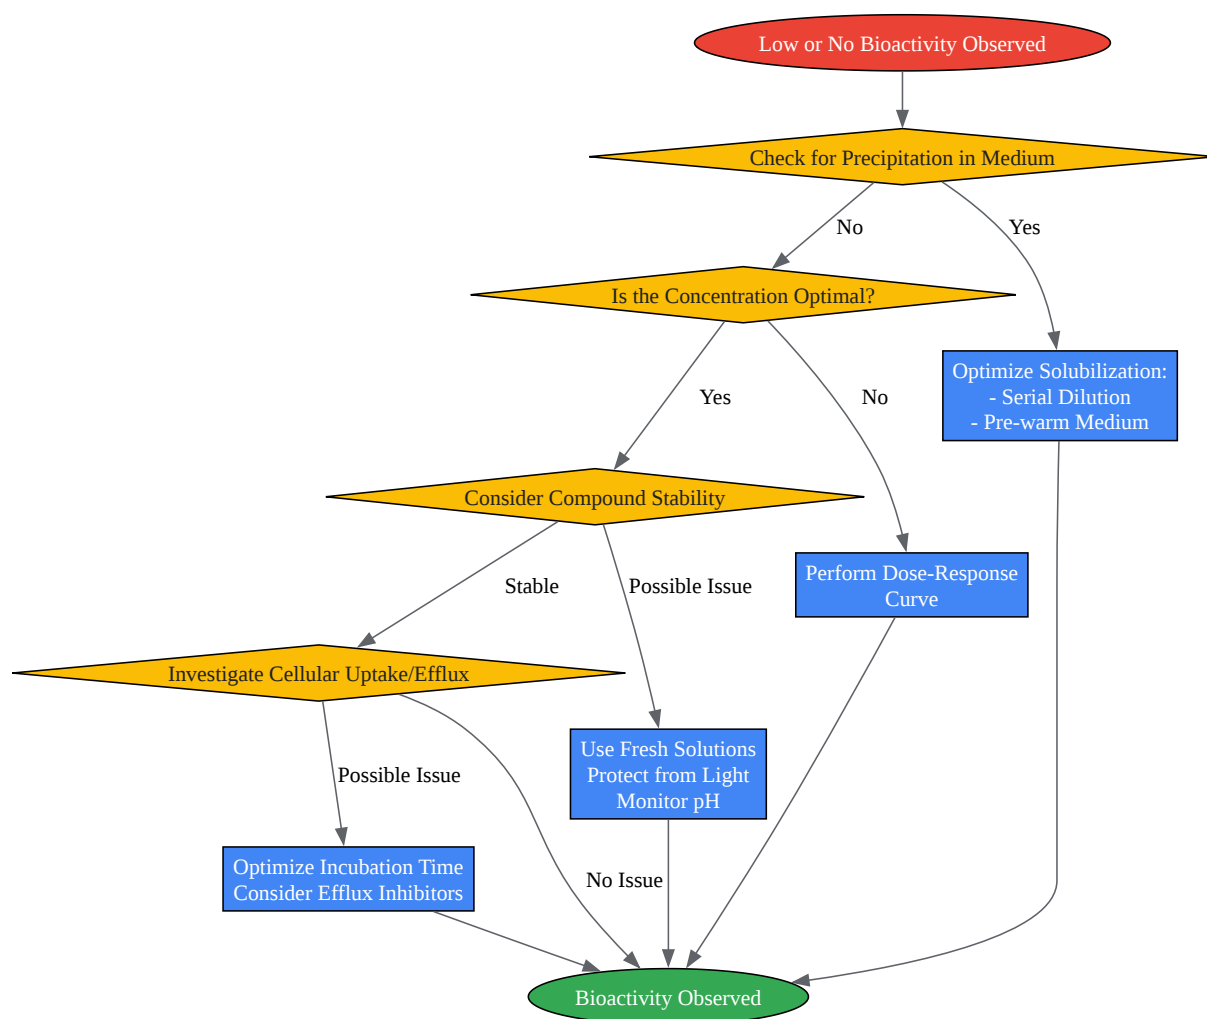 Low or No Bioactivity Observed
Check for Precipitation in Medium
No
Yes
Is the Concentration Optimal?
Optimize Solubilization:
- Serial Dilution
- Pre-warm Medium
Yes
No
Consider Compound Stability
Perform Dose-Response
Curve
Stable
Possible Issue
Investigate Cellular Uptake/Efflux
Use Fresh Solutions
Protect from Light
Monitor pH
Possible Issue
Optimize Incubation Time
Consider Efflux Inhibitors
No Issue
Bioactivity Observed